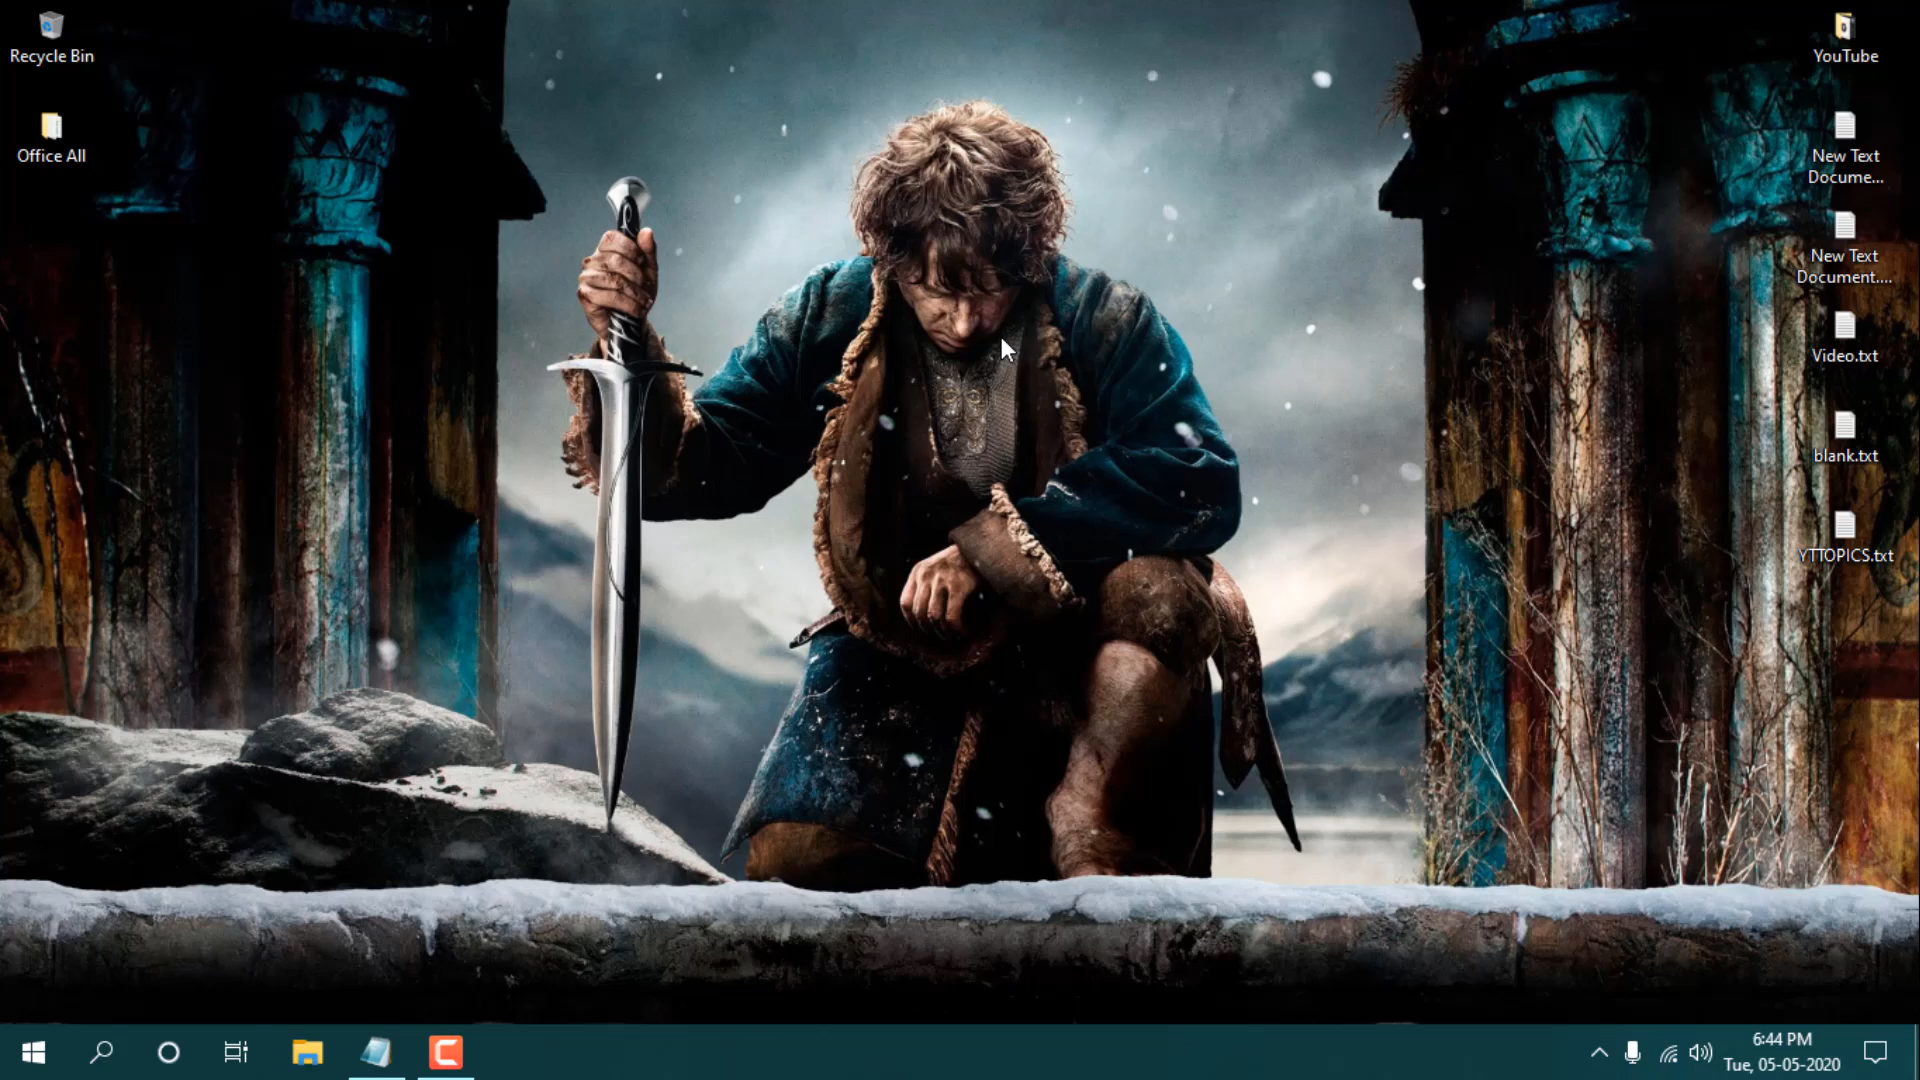 Recycle Bin
Office All
YouTube
New Text
Docume...
New Text
Document....
Video.txt
blank.txt
YTTOPICS.txt
6:44 PM
Tue, 05-05-2020